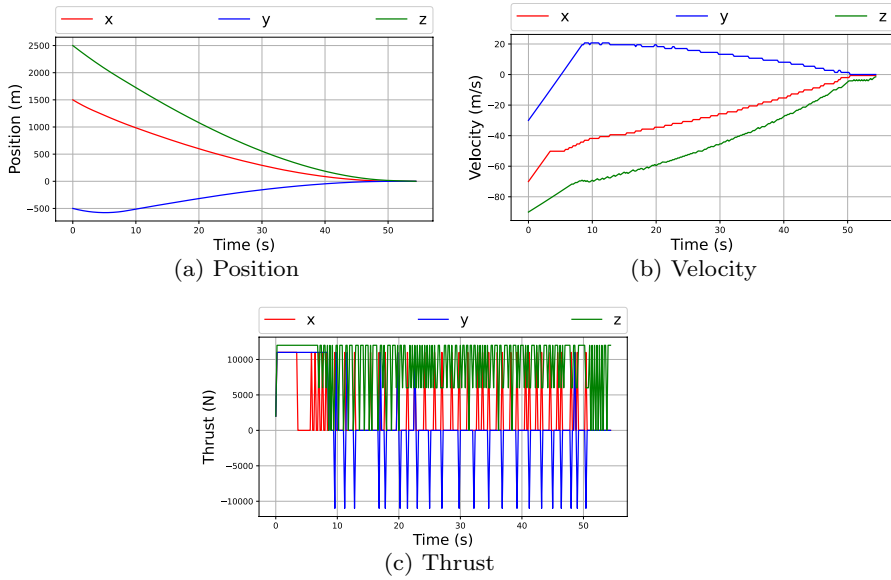 x y z
2500
2000
1500
1000
500
0
−500
0 10 20 30 40 50
Position (m)
Time (s)
(a) Position
x y z
20
0
−20
−40
−60
−80
0 10 20 30 40 50
Velocity (m/s)
Time (s)
(b) Velocity
x y z
10000
5000
0
−5000
−10000
0 10 20 30 40 50
Thrust (N)
Time (s)
(c) Thrust